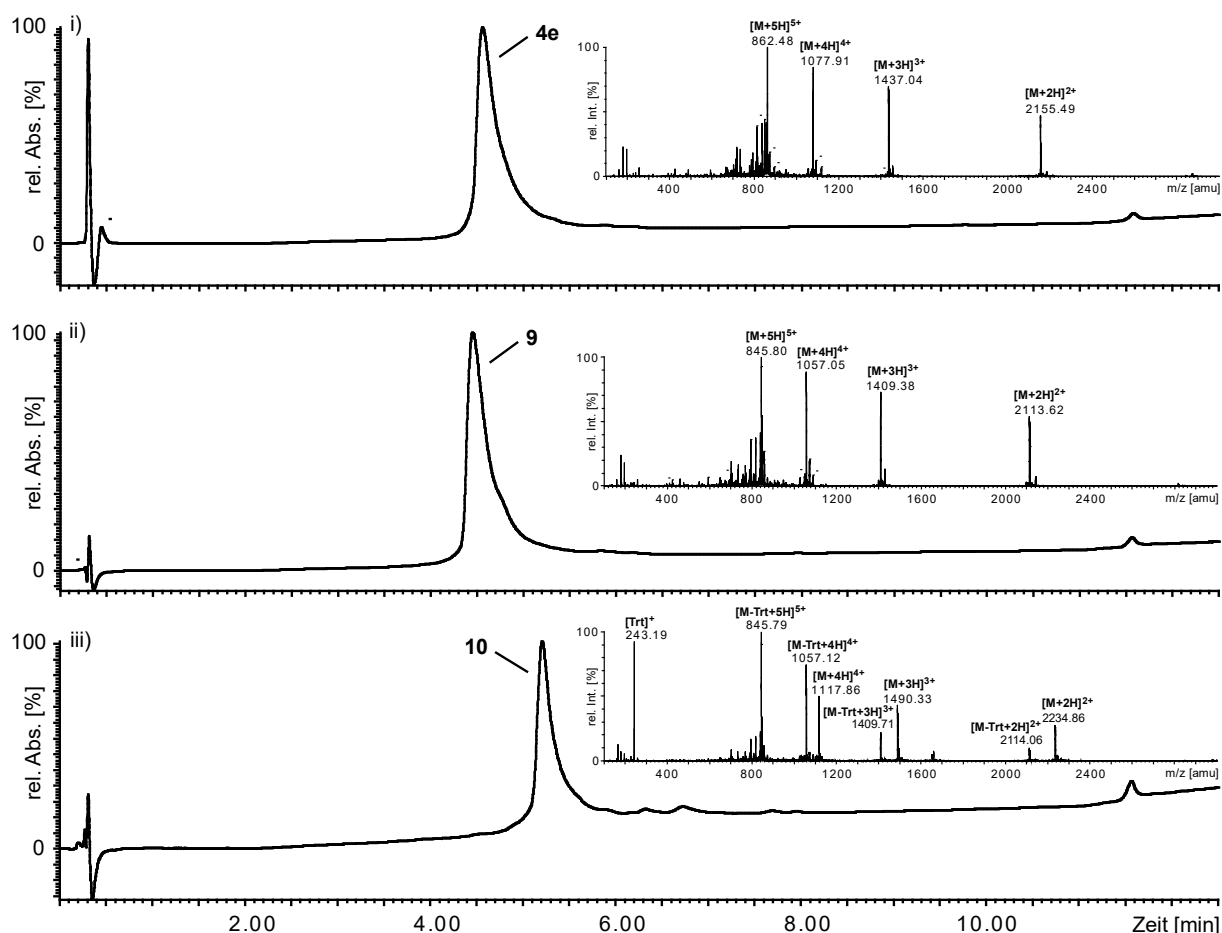 i)
100
rel. Abs. [%]
0
4e
[M+5H]5+
862.48
[M+4H]4+
1077.91
[M+3H]3+
1437.04
[M+2H]2+
2155.49
100
rel. Int. [%]
0
400 800 1200 1600 2000 2400
m/z [amu]
ii)
100
rel. Abs. [%]
0
9
[M+5H]5+
845.80
[M+4H]4+
1057.05
[M+3H]3+
1409.38
[M+2H]2+
2113.62
100
rel. Int. [%]
0
400 800 1200 1600 2000 2400
m/z [amu]
iii)
100
rel. Abs. [%]
0
10
[Trt]+
243.19
[M-Trt+5H]5+
845.79
[M-Trt+4H]4+
1057.12
[M+4H]4+
1117.86
[M-Trt+3H]3+
1409.71
[M+3H]3+
1490.33
[M-Trt+2H]2+
2114.06
[M+2H]2+
2234.86
100
rel. Int. [%]
0
400 800 1200 1600 2000 2400
m/z [amu]
2.00 4.00 6.00 8.00 10.00 Zeit [min]